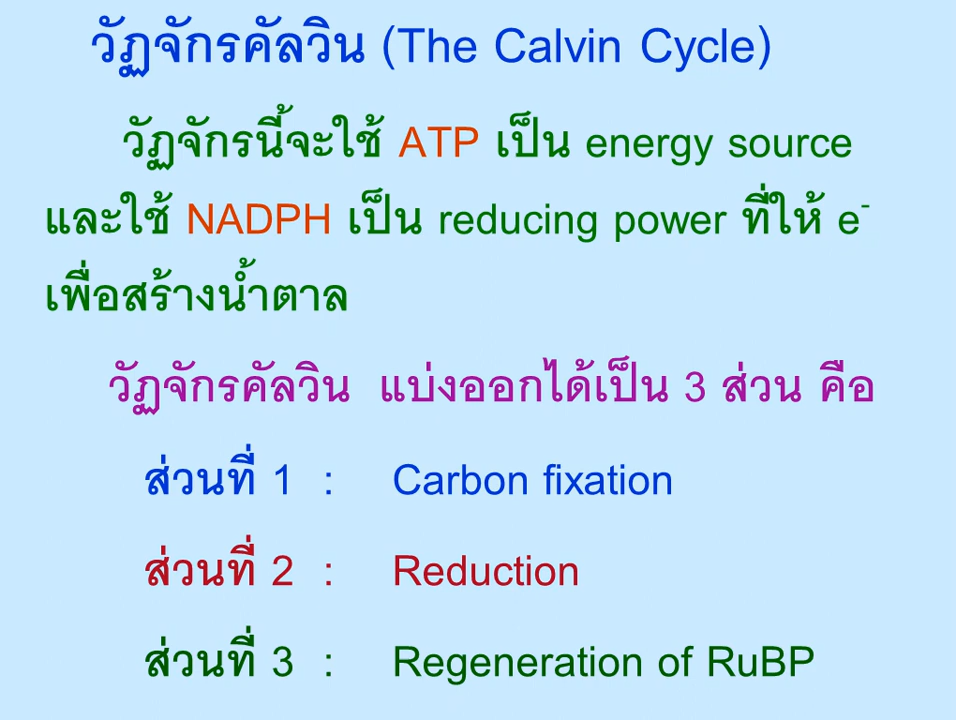 วัฏจักรคัลวิน (The Calvin Cycle)
วัฏจักรนี้จะใช้ ATP เป็น energy source
และใช้ NADPH เป็น reducing power ที่ให้ e⁻
เพื่อสร้างน้ำตาล
วัฏจักรคัลวิน แบ่งออกได้เป็น 3 ส่วน คือ
ส่วนที่ 1 : Carbon fixation
ส่วนที่ 2 : Reduction
ส่วนที่ 3 : Regeneration of RuBP